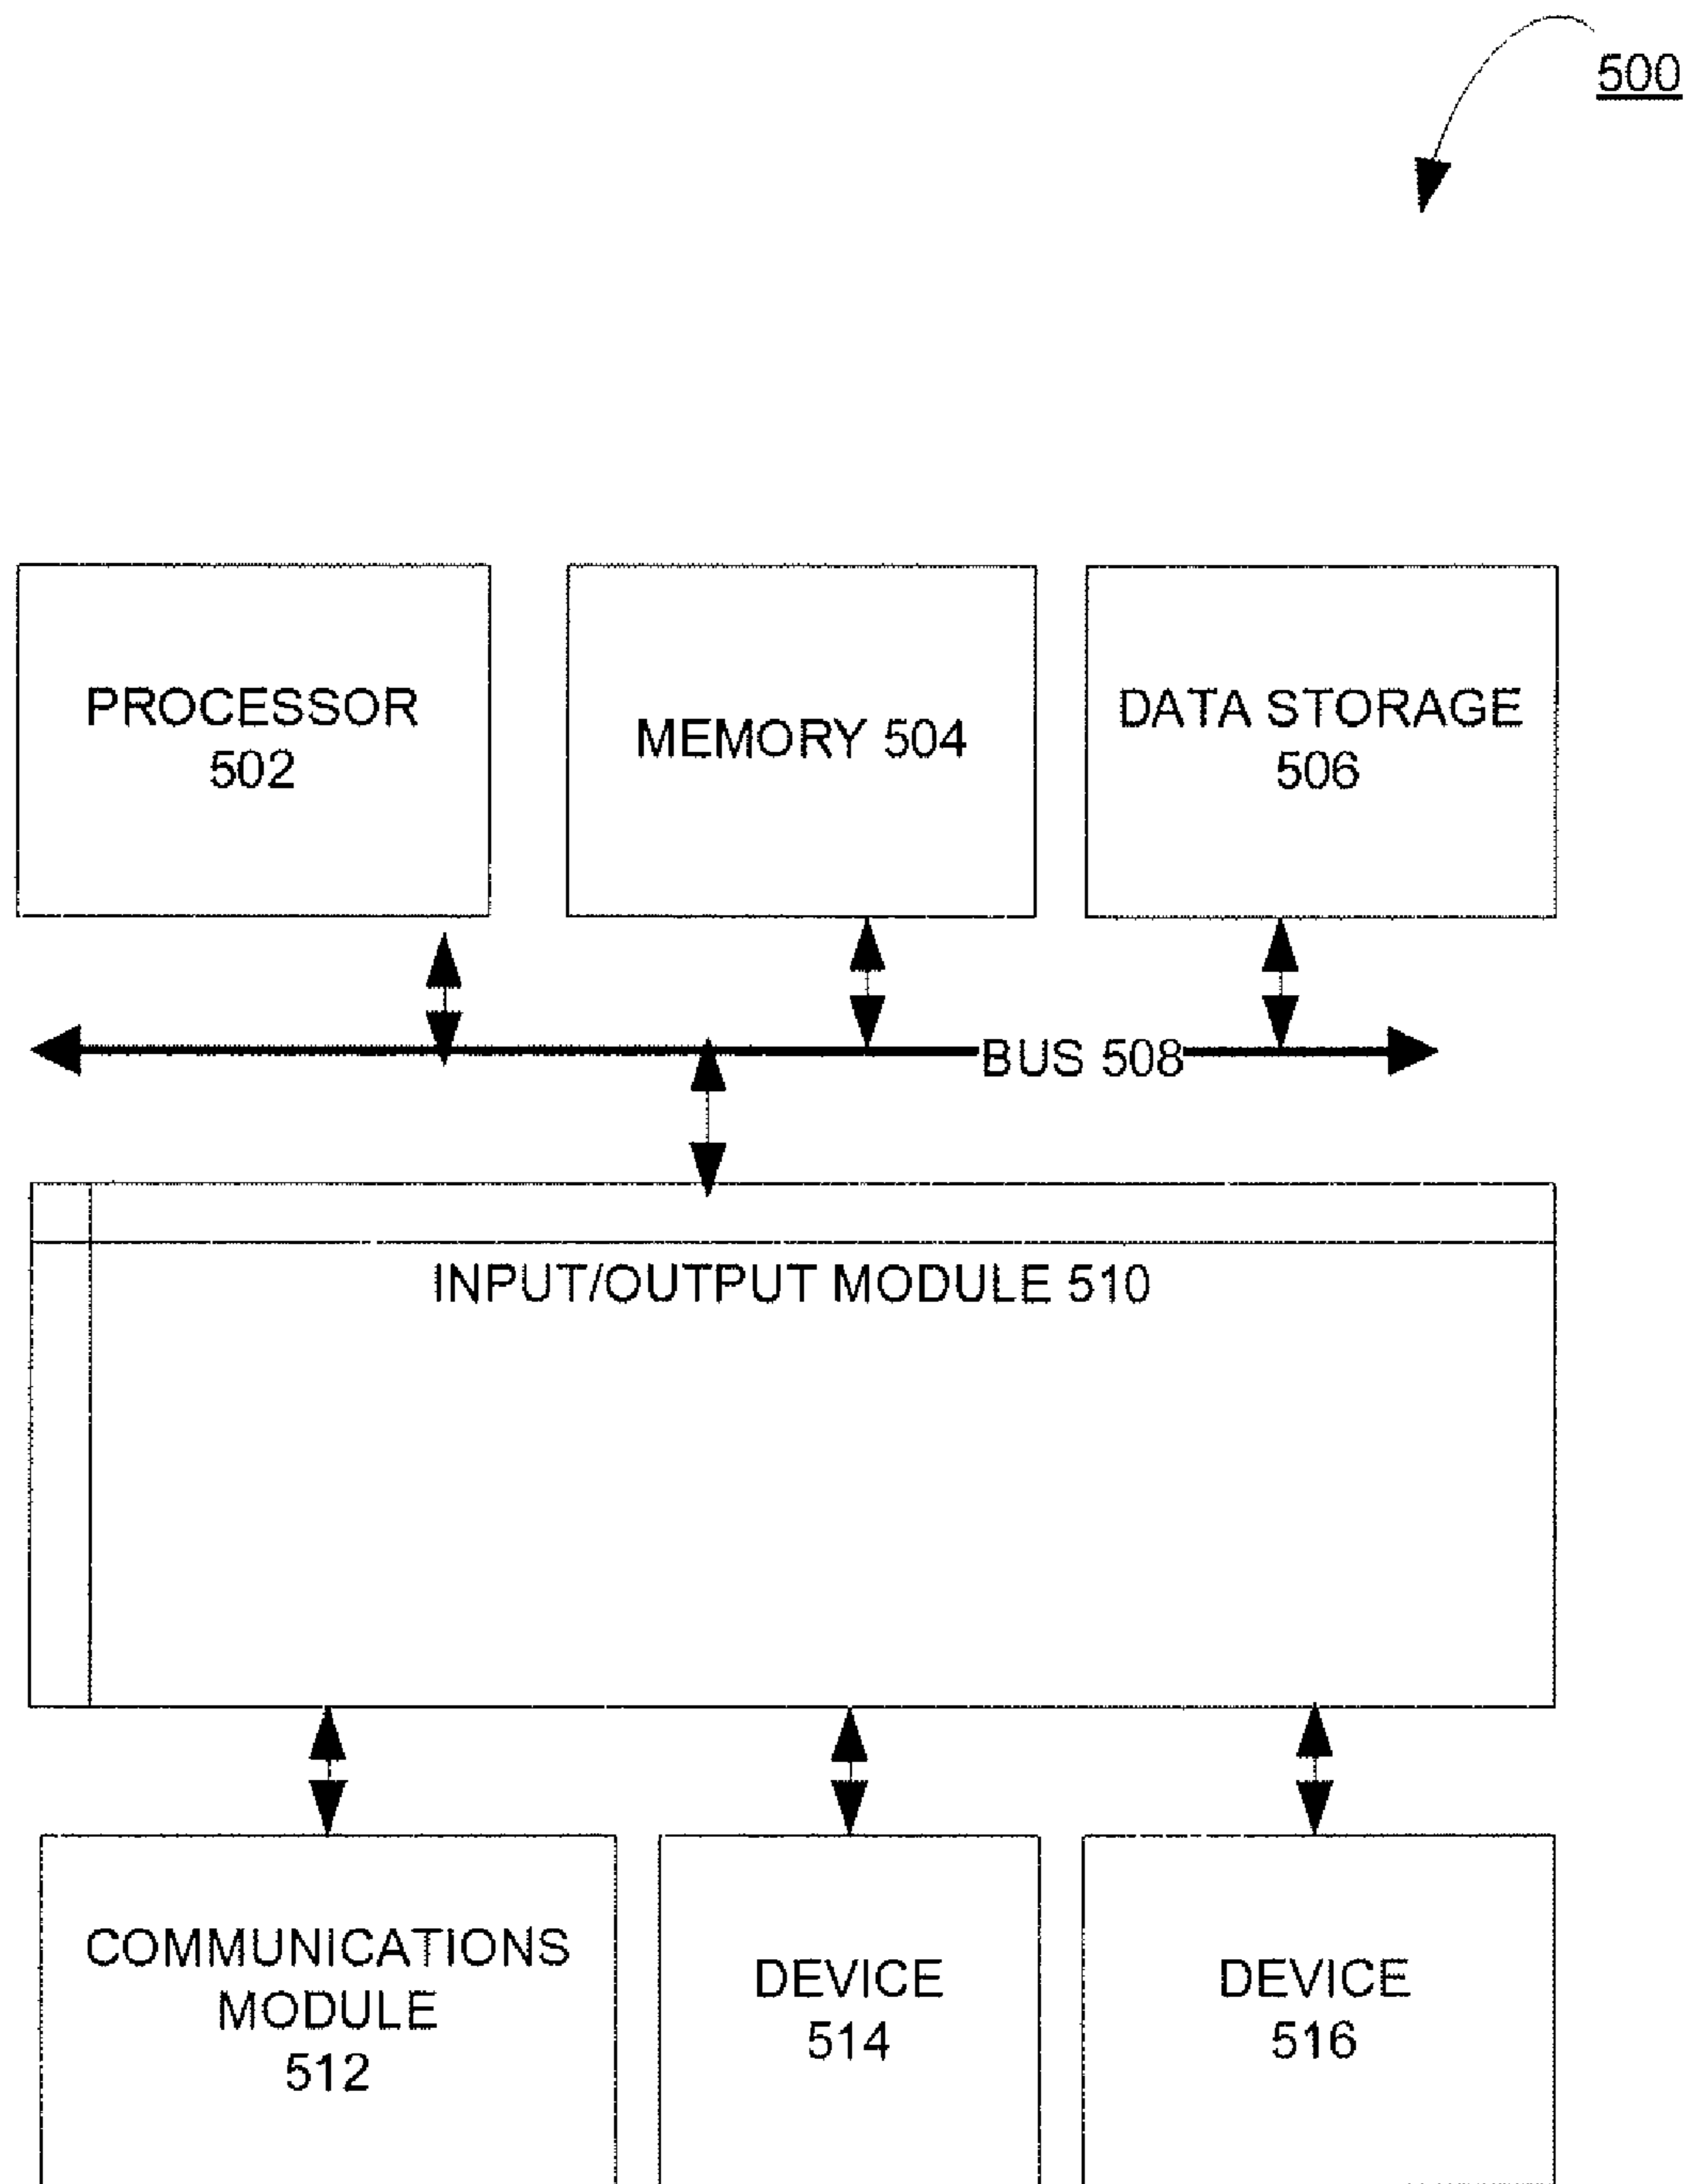 500
PROCESSOR
502
MEMORY 504
DATA STORAGE
506
BUS 508
INPUT/OUTPUT MODULE 510
COMMUNICATIONS
MODULE
512
DEVICE
514
DEVICE
516